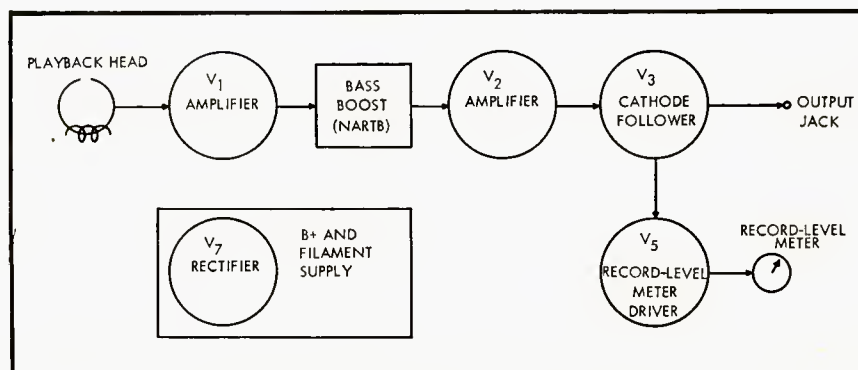 PLAYBACK HEAD
V1
AMPLIFIER
BASS
BOOST
(NARTB)
V2
AMPLIFIER
V3
CATHODE
FOLLOWER
OUTPUT
JACK
V7
RECTIFIER
B+ AND
FILAMENT
SUPPLY
V5
RECORD-LEVEL
METER
DRIVER
RECORD-LEVEL
METER